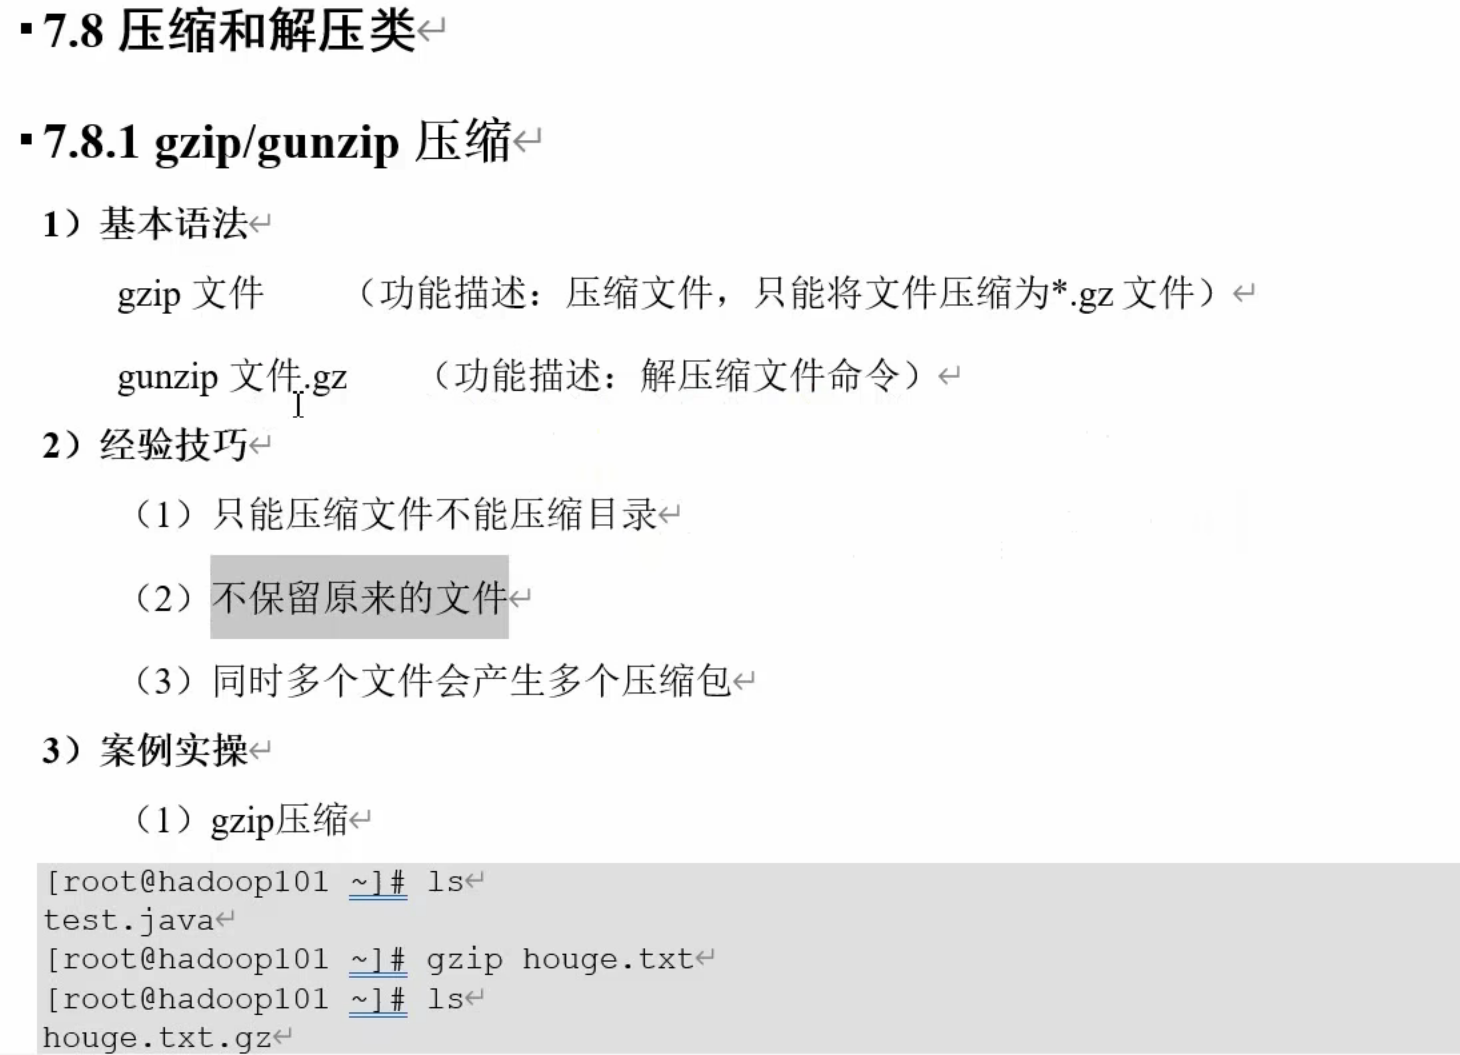 7.8 压缩和解压类
7.8.1 gzip/gunzip 压缩
1）基本语法
gzip 文件 （功能描述：压缩文件，只能将文件压缩为*.gz 文件）
gunzip 文件.gz （功能描述：解压缩文件命令）
2）经验技巧
（1）只能压缩文件不能压缩目录
（2）不保留原来的文件
（3）同时多个文件会产生多个压缩包
3）案例实操
（1）gzip压缩
[root@hadoop101 ~]# ls
test.java
[root@hadoop101 ~]# gzip houge.txt
[root@hadoop101 ~]# ls
houge.txt.gz